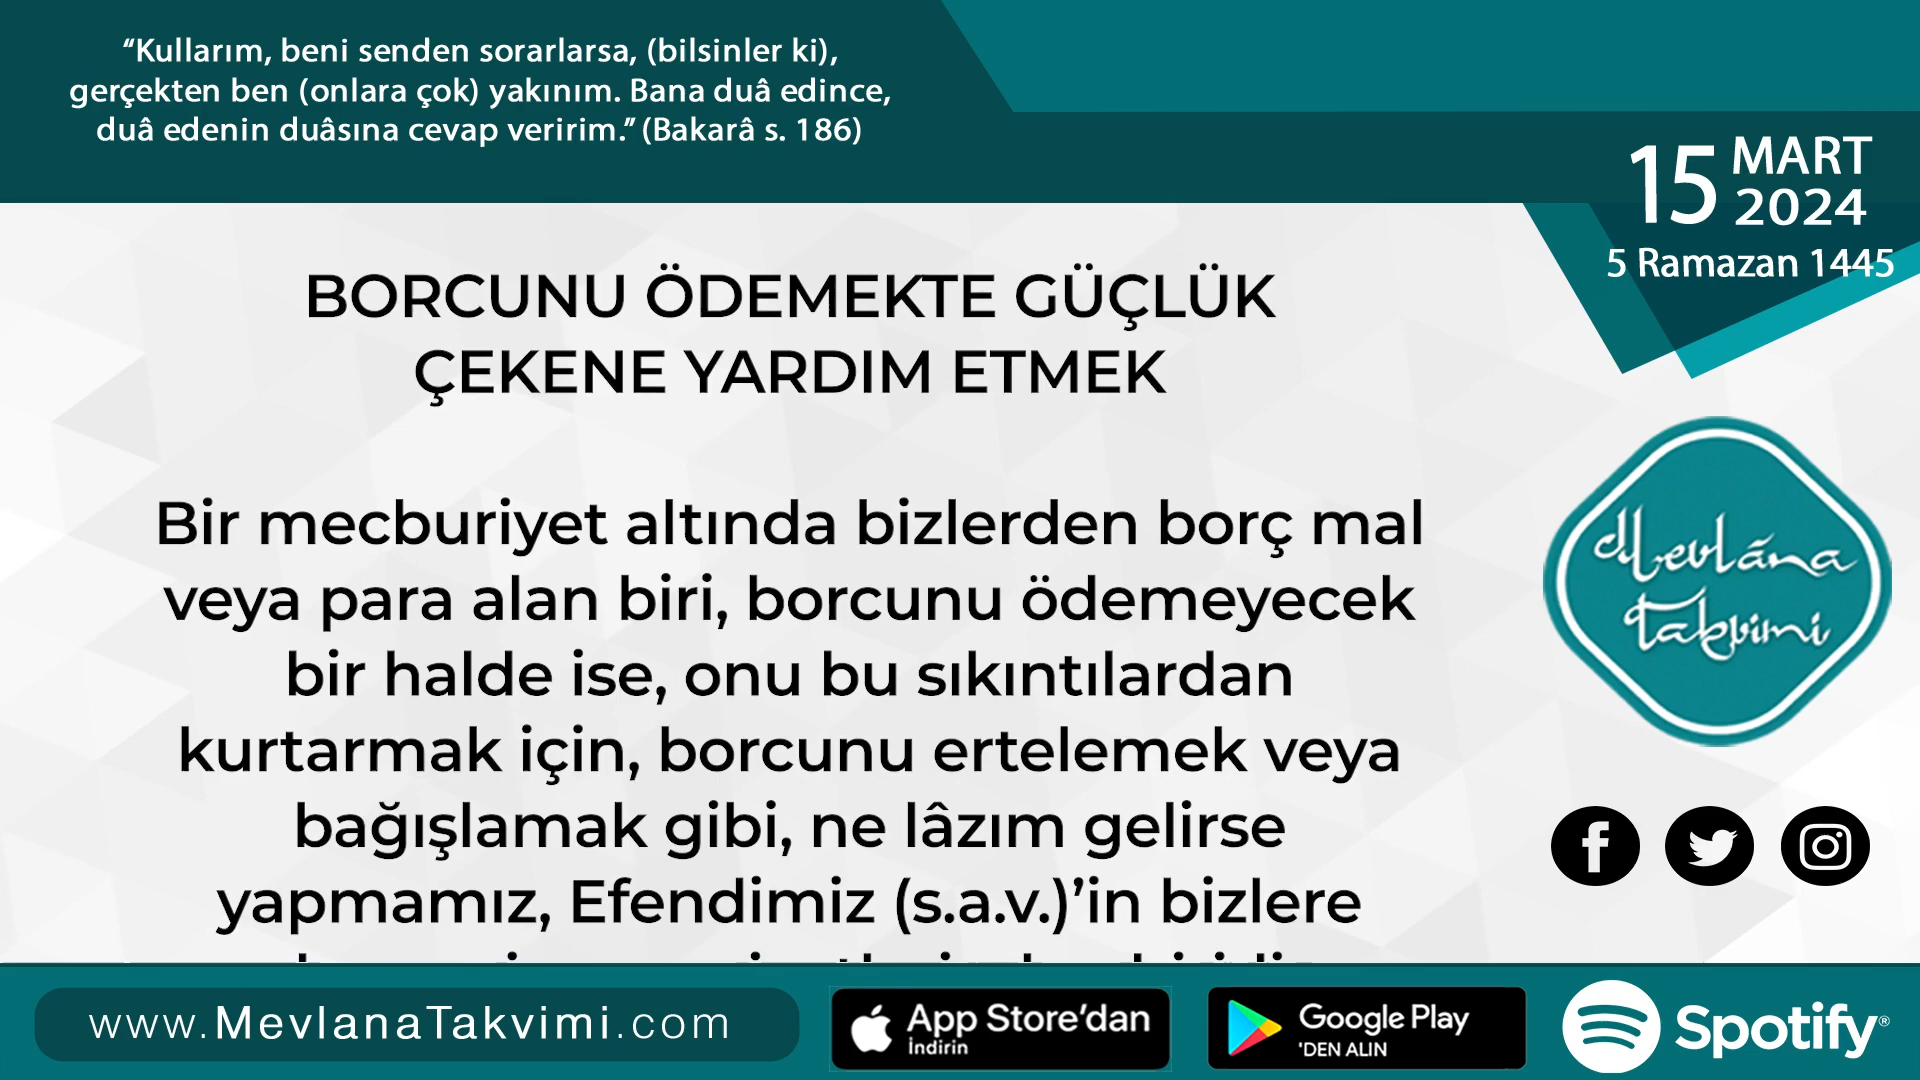 “Kullarım, beni senden sorarlarsa, (bilsinler ki),
gerçekten ben (onlara çok) yakınım. Bana duâ edince,
duâ edenin duâsına cevap veririm.” (Bakarâ s. 186)
15 MART
2024
5 Ramazan 1445
BORCUNU ÖDEMEKTE GÜÇLÜK
ÇEKENE YARDIM ETMEK
Bir mecburiyet altında bizlerden borç mal
veya para alan biri, borcunu ödemeyecek
bir halde ise, onu bu sıkıntılardan
kurtarmak için, borcunu ertelemek veya
bağışlamak gibi, ne lâzım gelirse
yapmamız, Efendimiz (s.a.v.)’in bizlere
Mevlâna
Takvimi
www.MevlanaTakvimi.com
App Store’dan
İndirin
Google Play
'DEN ALIN
Spotify®